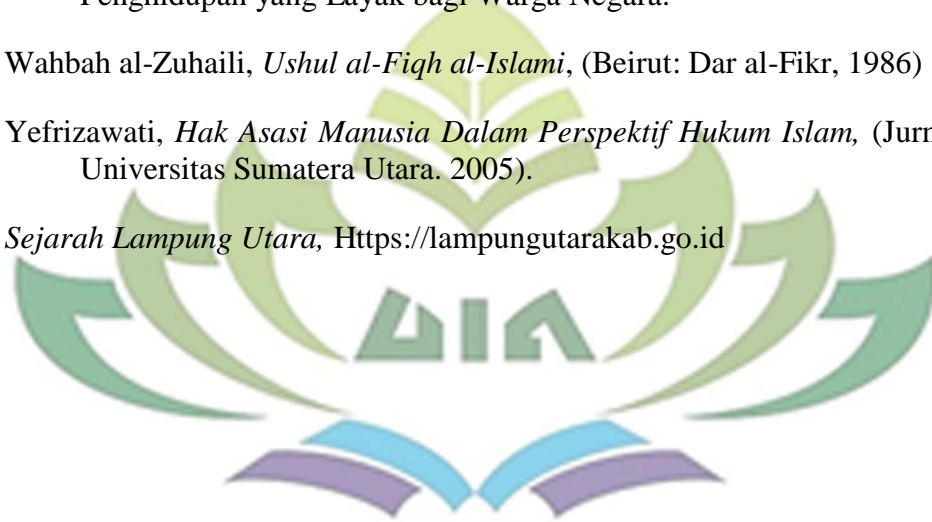 Penghidupan yang Layak bagi Warga Negara.
Wahbah al-Zuhaili, Ushul al-Fiqh al-Islami, (Beirut: Dar al-Fikr, 1986)
Yefrizawati, Hak Asasi Manusia Dalam Perspektif Hukum Islam, (Jurn
Universitas Sumatera Utara. 2005).
Sejarah Lampung Utara, Https://lampungutarakab.go.id
UIN